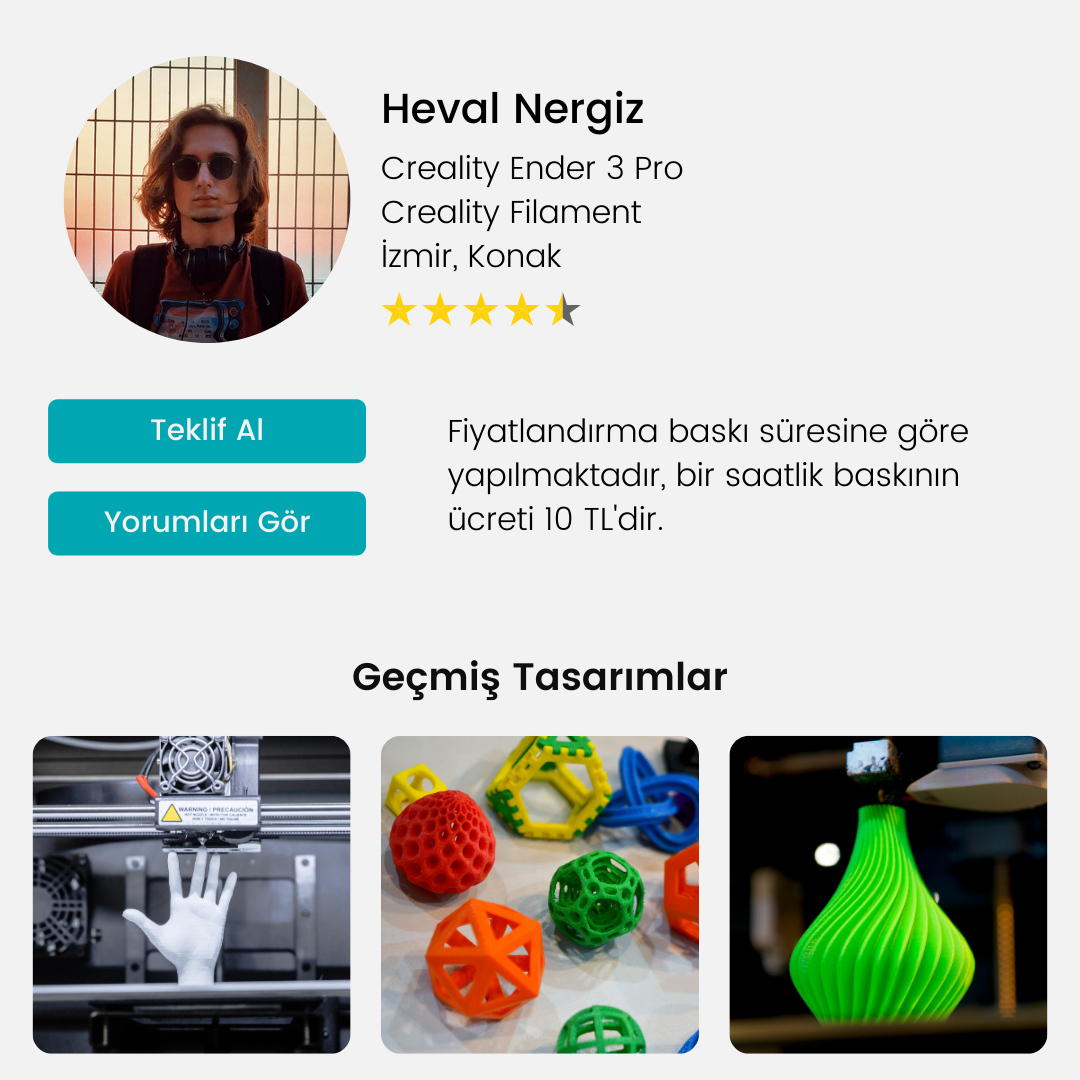 Heval Nergiz
Creality Ender 3 Pro
Creality Filament
İzmir, Konak
Teklif Al
Yorumları Gör
Fiyatlandırma baskı süresine göre
yapılmaktadır, bir saatlik baskının
ücreti 10 TL'dir.
Geçmiş Tasarımlar
WARNING / PRECAUCIÓN